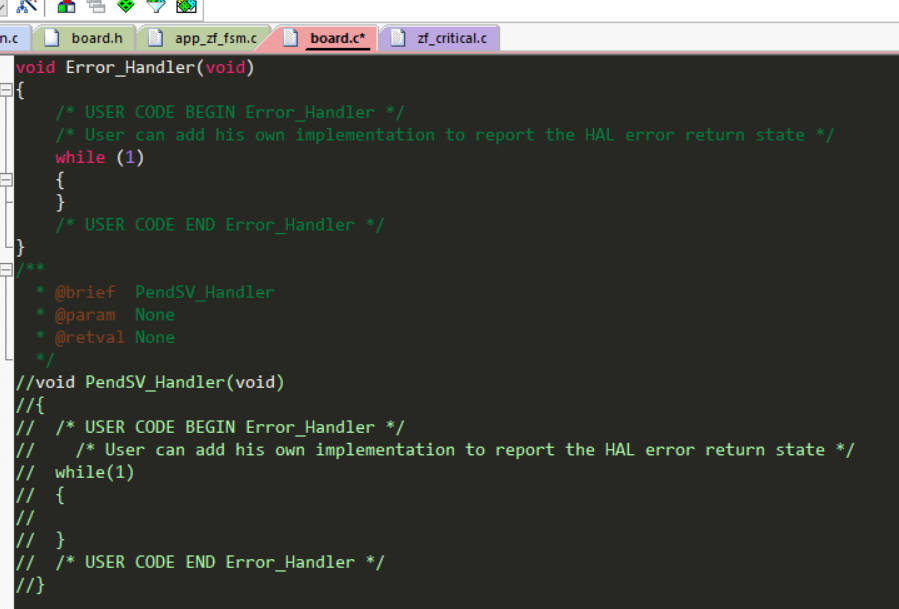 n.c board.h app_zf_fsm.c board.c* zf_critical.c
void Error_Handler(void)
{
    /* USER CODE BEGIN Error_Handler */
    /* User can add his own implementation to report the HAL error return state */
    while (1)
    {
    }
    /* USER CODE END Error_Handler */
}
/**
  * @brief  PendSV_Handler
  * @param  None
  * @retval None
  */
//void PendSV_Handler(void)
//{
//  /* USER CODE BEGIN Error_Handler */
//    /* User can add his own implementation to report the HAL error return state */
//  while(1)
//  {
//
//  }
//  /* USER CODE END Error_Handler */
//}